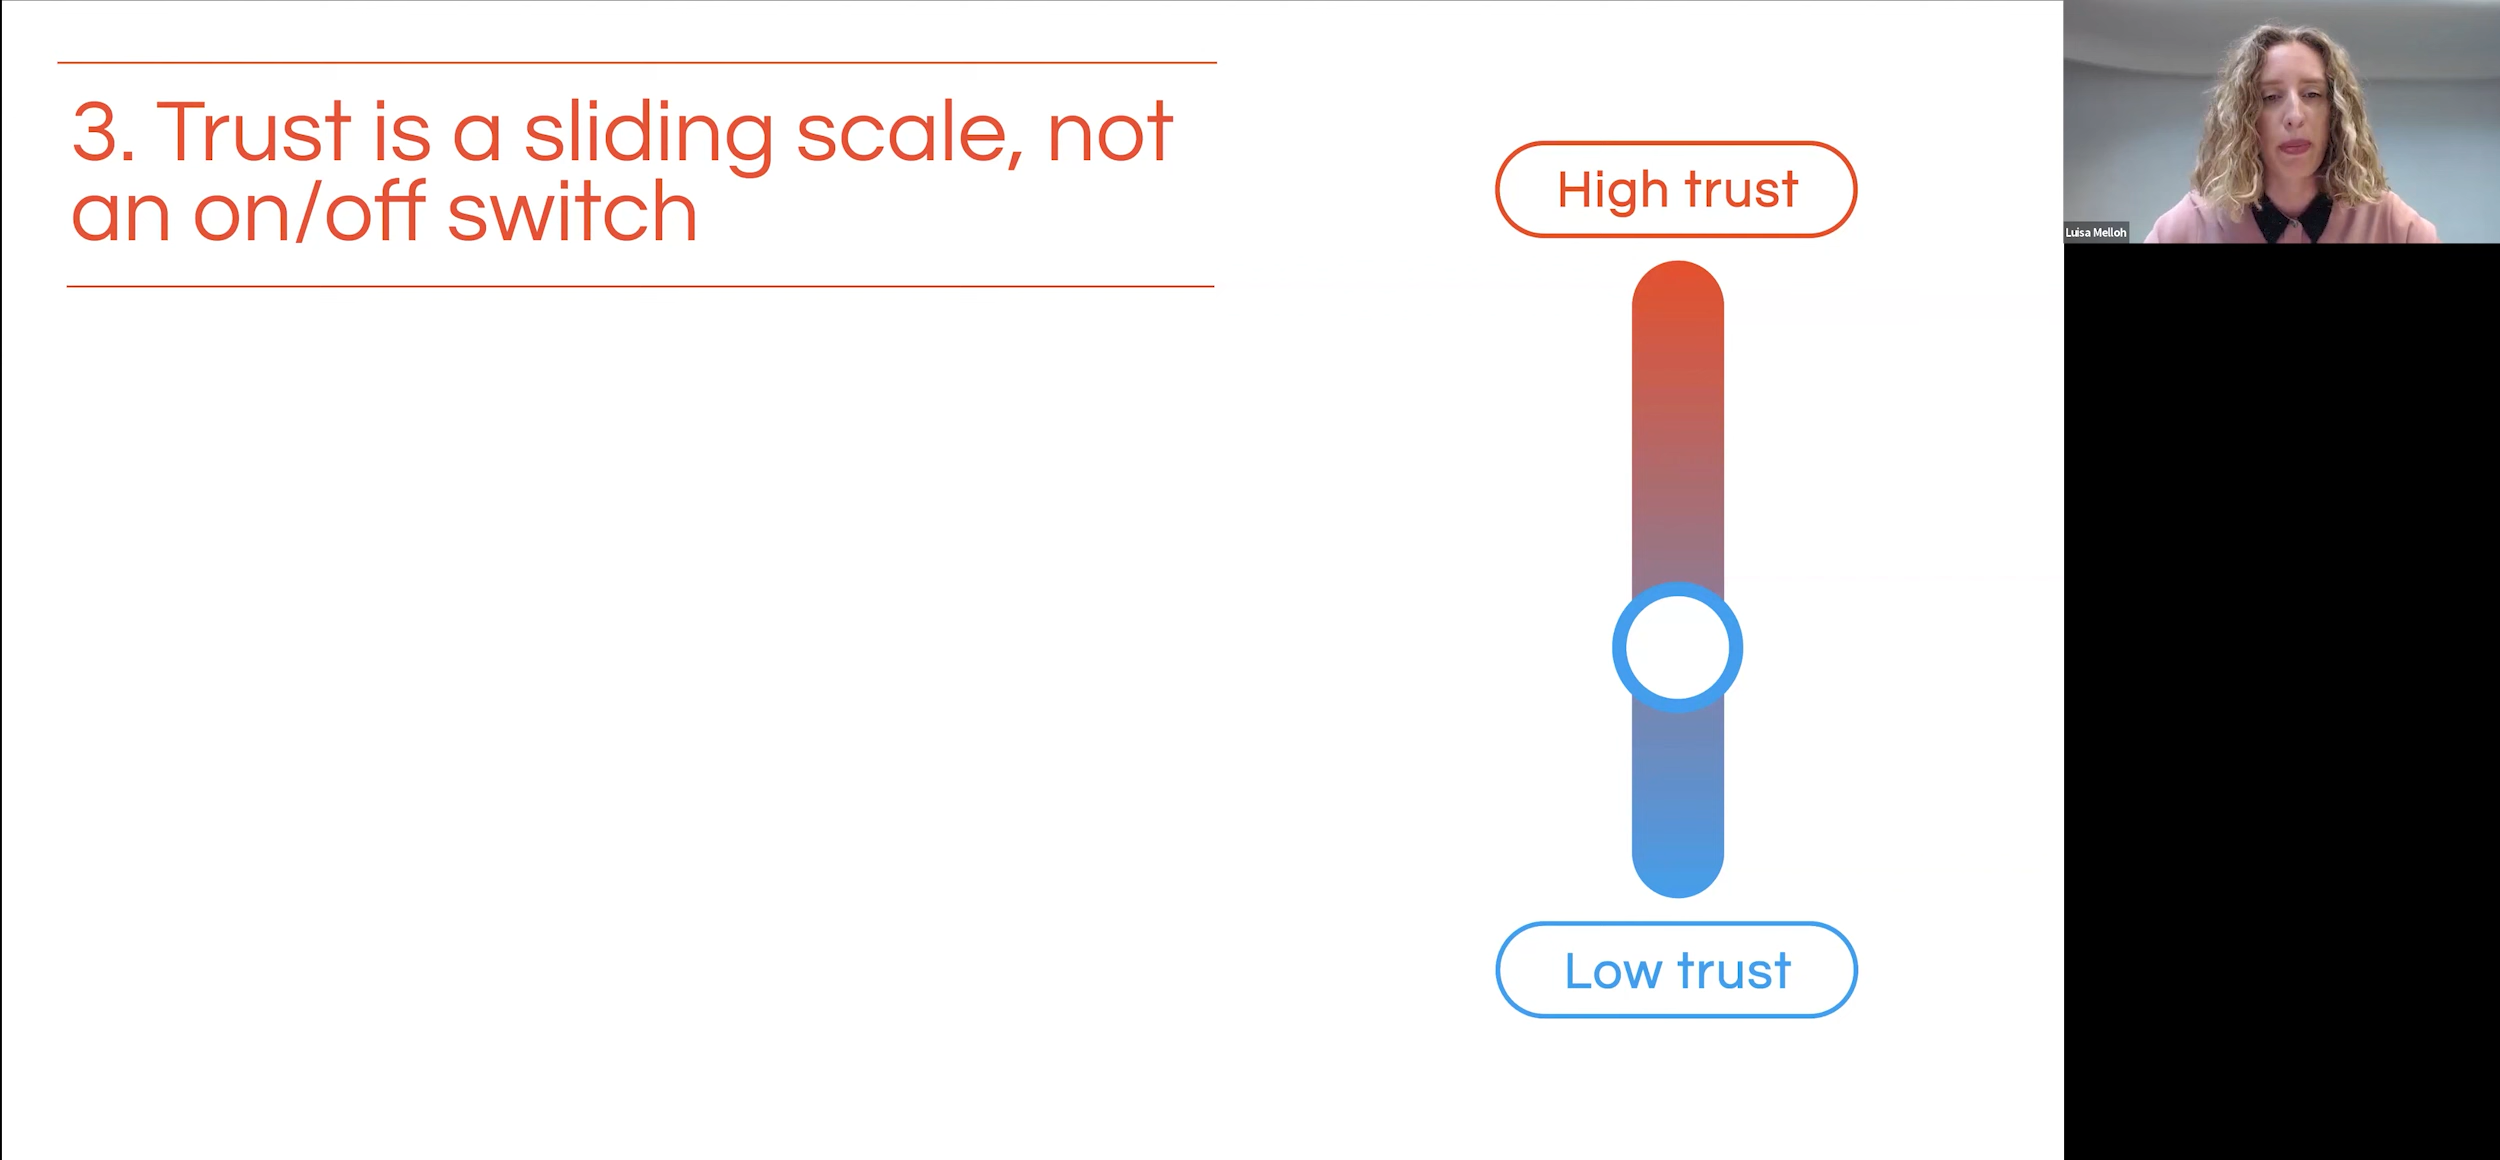 3. Trust is a sliding scale, not
an on/off switch
High trust
Low trust
Luisa Melloh